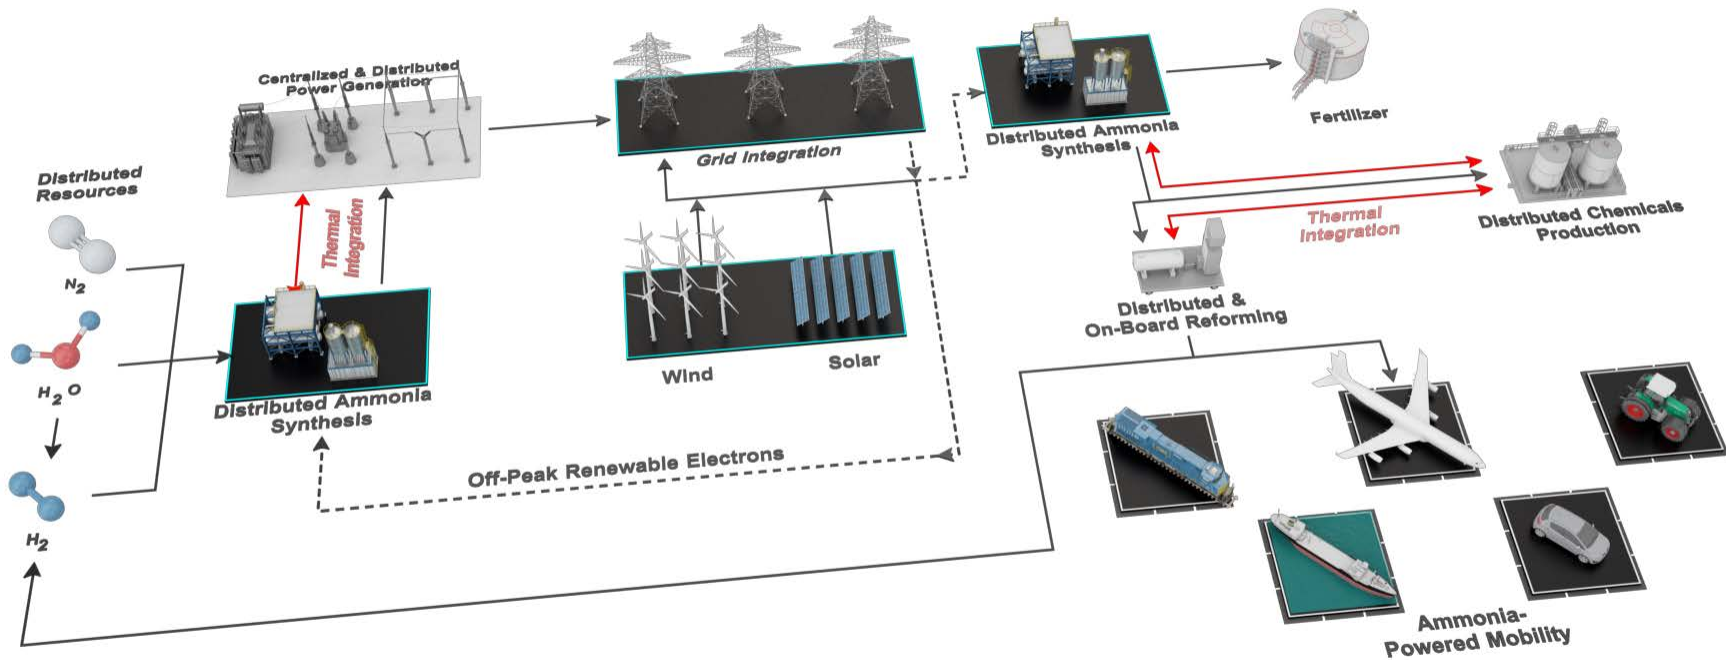 Centralized & Distributed
Power Generation
Distributed
Resources
N2
H2 O
H2
Thermal
Integration
Distributed Ammonia
Synthesis
Grid Integration
Wind
Solar
Off-Peak Renewable Electrons
Distributed Ammonia
Synthesis
Fertilizer
Distributed Chemicals
Production
Thermal
Integration
Distributed &
On-Board Reforming
Ammonia-
Powered Mobility